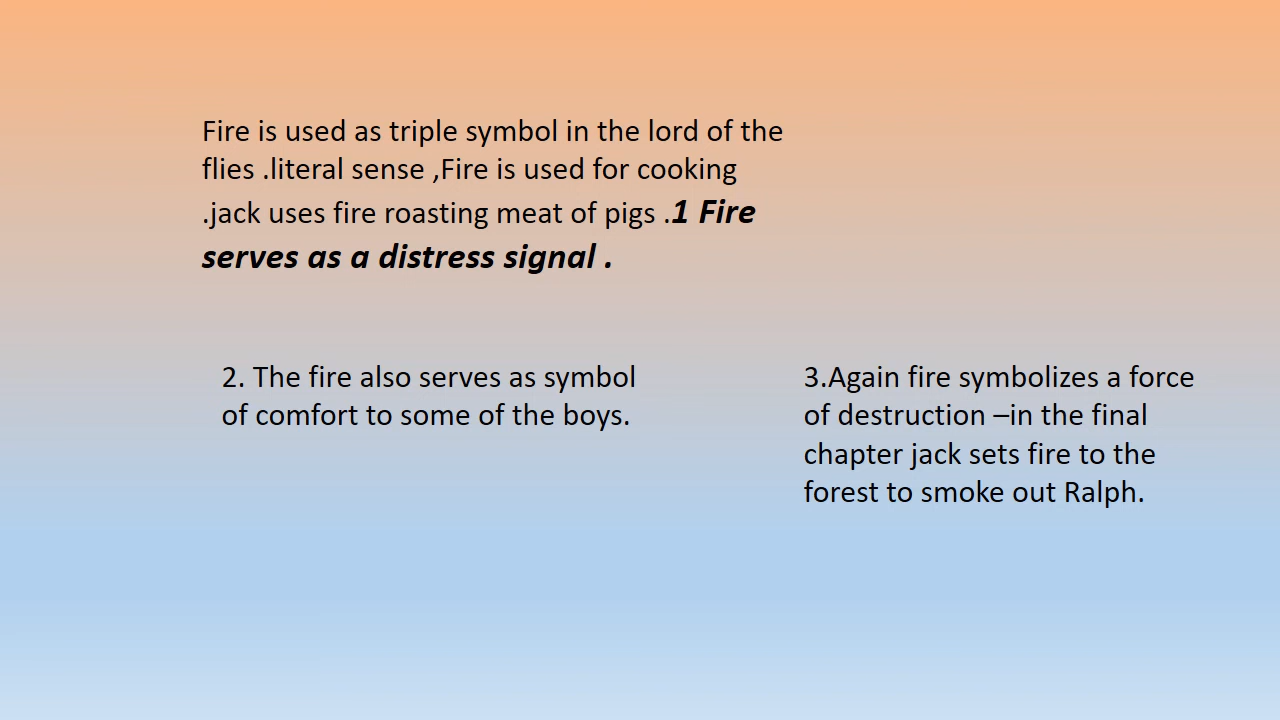 Fire is used as triple symbol in the lord of the
flies .literal sense ,Fire is used for cooking
.jack uses fire roasting meat of pigs .1 Fire
serves as a distress signal .
2. The fire also serves as symbol
of comfort to some of the boys.
3.Again fire symbolizes a force
of destruction –in the final
chapter jack sets fire to the
forest to smoke out Ralph.